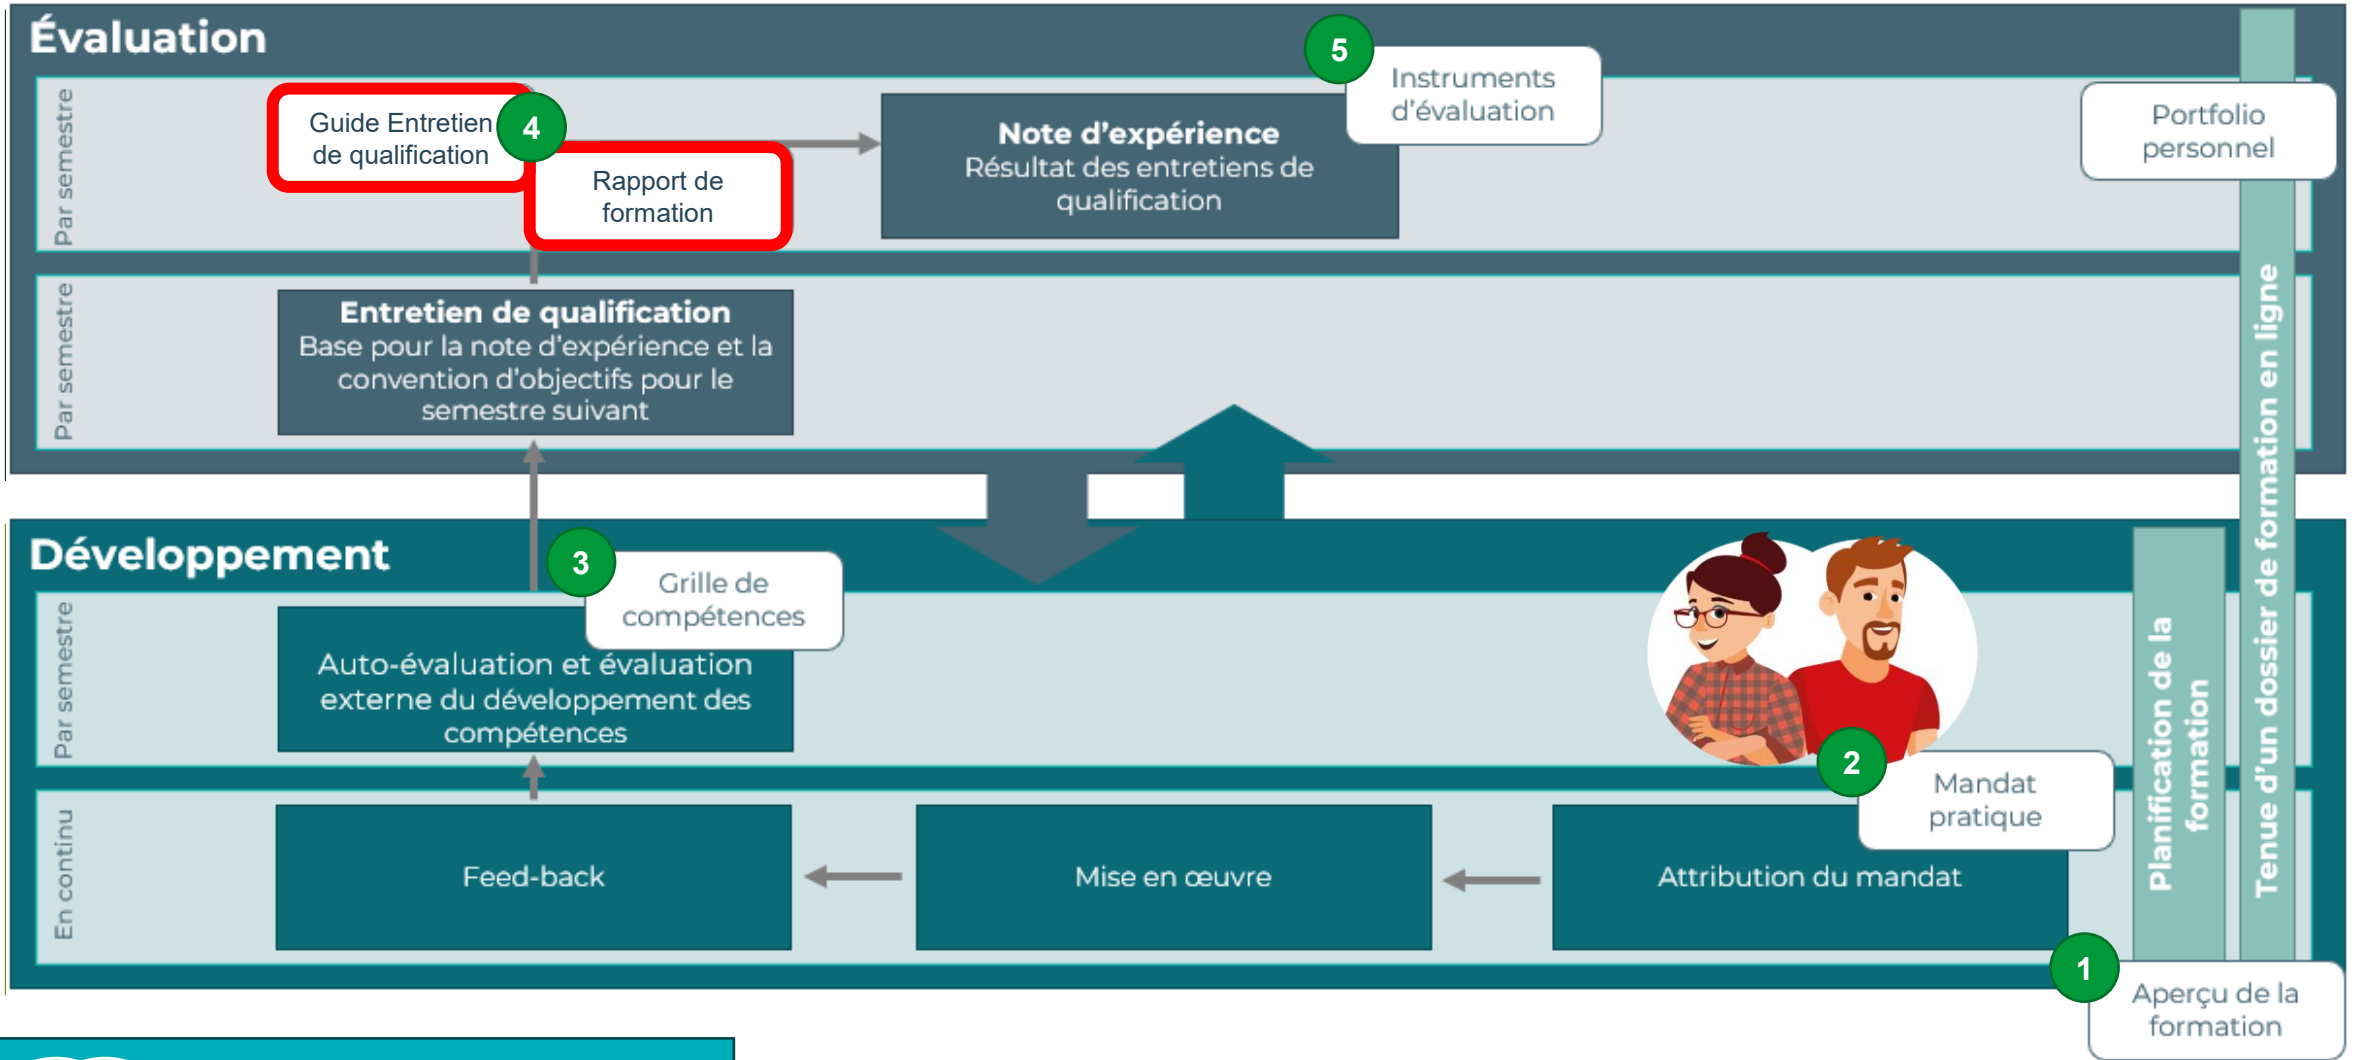 Évaluation
Par semestre
Guide Entretien
de qualification
4
Rapport de
formation
Note d'expérience
Résultat des entretiens de
qualification
5
Instruments
d'évaluation
Portfolio
personnel
Par semestre
Entretien de qualification
Base pour la note d'expérience et la
convention d'objectifs pour le
semestre suivant
Tenue d'un dossier de formation en ligne
Développement
Par semestre
3
Grille de
compétences
Auto-évaluation et évaluation
externe du développement des
compétences
2
Mandat
pratique
Planification de la
formation
En continu
Feed-back
Mise en œuvre
Attribution du mandat
1
Aperçu de la
formation